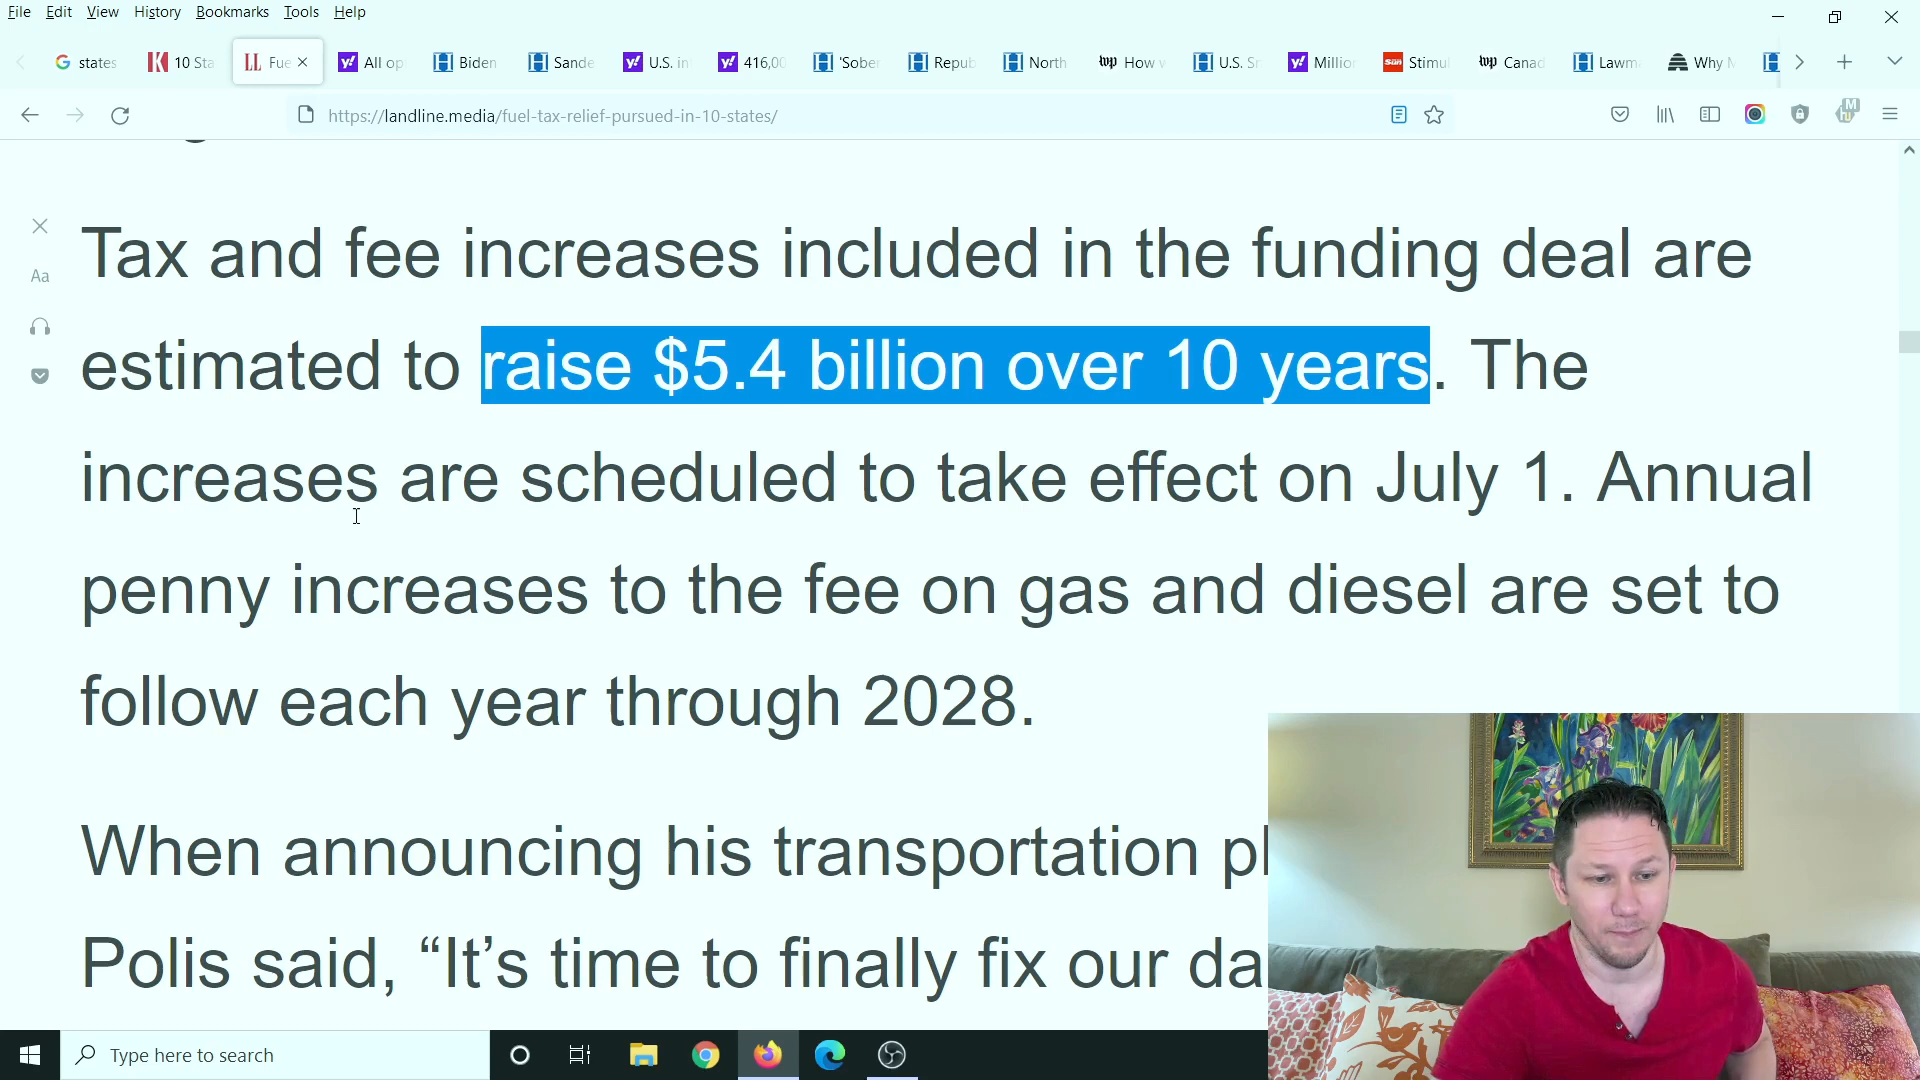 File Edit View History Bookmarks Tools Help
states
10 Sta
Fue
All op
Biden
Sande
U.S. in
416,00
'Sober
Repub
North
How w
U.S. Sr
Millio
Stimul
Canad
Lawma
Why M
https://landline.media/fuel-tax-relief-pursued-in-10-states/
Aa
Tax and fee increases included in the funding deal are
estimated to raise $5.4 billion over 10 years. The
increases are scheduled to take effect on July 1. Annual
penny increases to the fee on gas and diesel are set to
follow each year through 2028.
When announcing his transportation pl
Polis said, “It’s time to finally fix our da
Type here to search